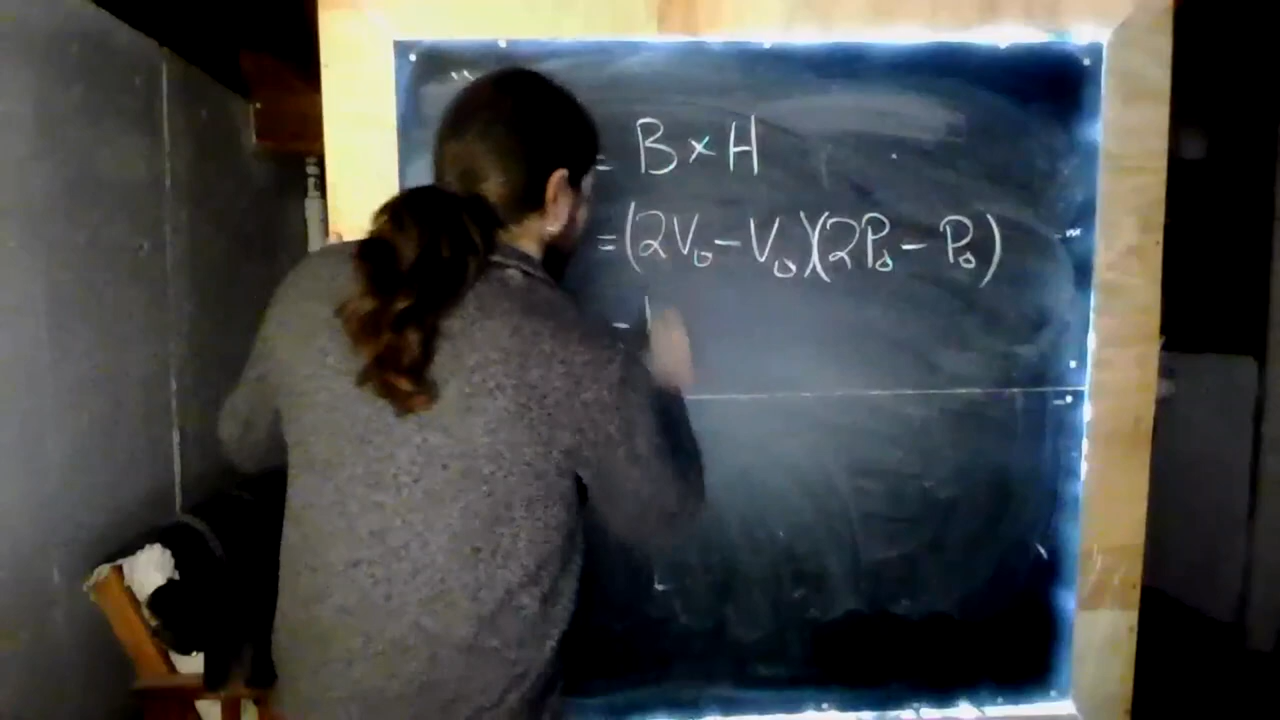 = B × H
= (2V₀ - V₀)(2P₀ - P₀)
=